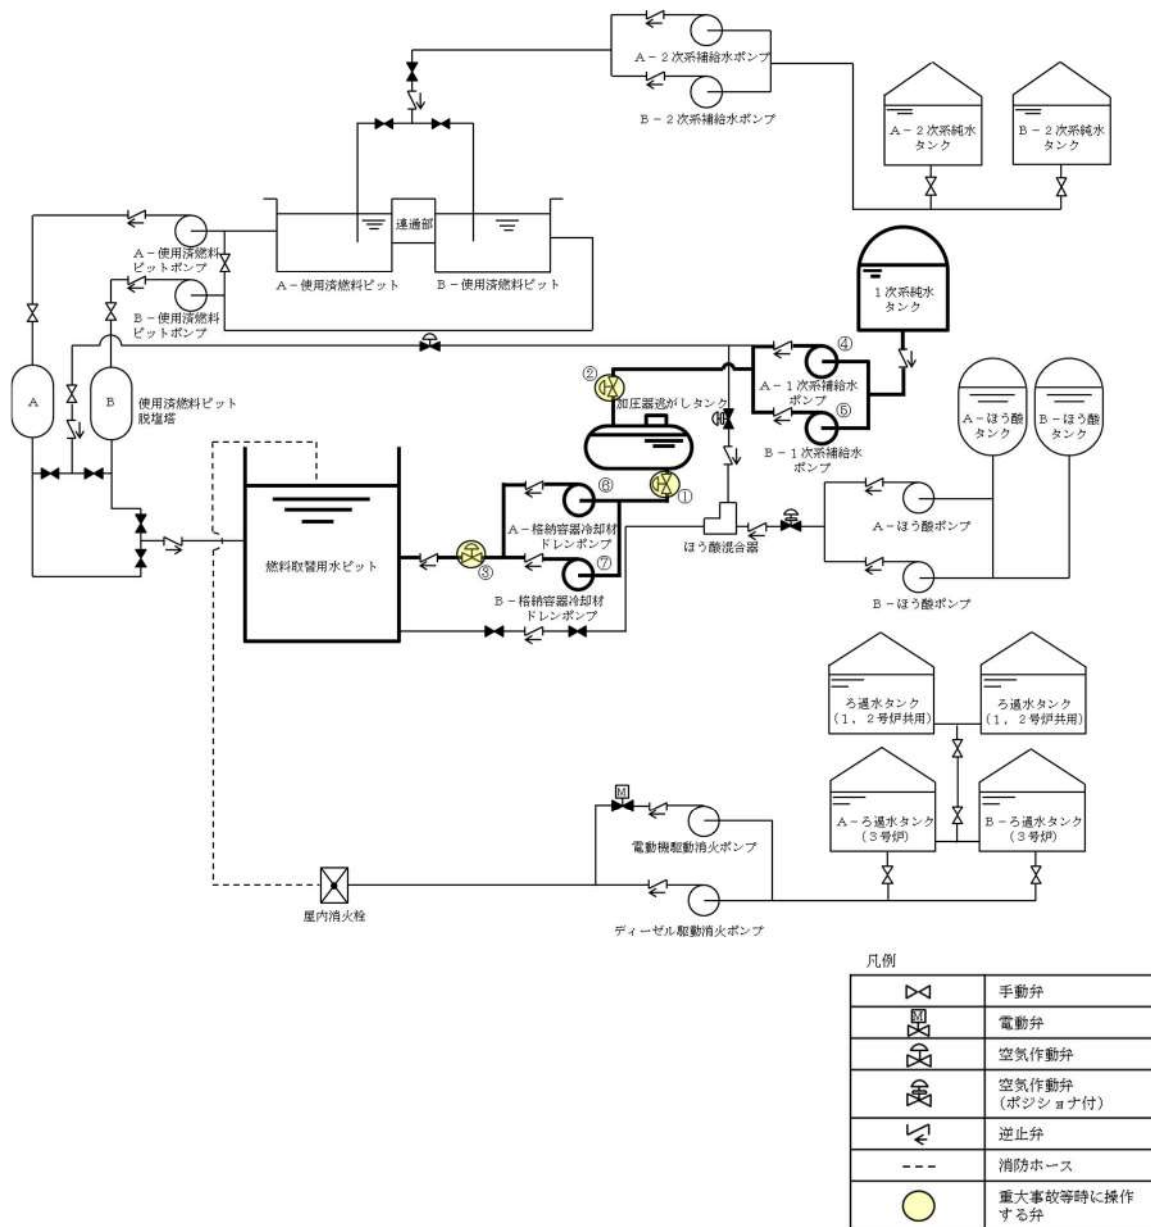 A－2次系補給水ポンプ
B－2次系補給水ポンプ
A－2次系純水
タンク
B－2次系純水
タンク
連通部
A－使用済燃料
ピットポンプ
A－使用済燃料ピット
B－使用済燃料ピット
B－使用済燃料
ピットポンプ
1次系純水
タンク
④
②
A－1次系補給水
ポンプ
加圧器逃がしタンク
⑤
B－1次系補給水
ポンプ
A
B
使用済燃料ピット
脱塩塔
A－ほう酸
タンク
B－ほう酸
タンク
①
⑥
A－格納容器冷却材
ドレンポンプ
③
⑦
B－格納容器冷却材
ドレンポンプ
燃料取替用水ピット
ほう酸混合器
A－ほう酸ポンプ
B－ほう酸ポンプ
ろ過水タンク
(1，2号炉共用)
ろ過水タンク
(1，2号炉共用)
A－ろ過水タンク
(3号炉)
B－ろ過水タンク
(3号炉)
M
電動機駆動消火ポンプ
屋内消火栓
ディーゼル駆動消火ポンプ
凡例
手動弁
M
電動弁
空気作動弁
空気作動弁
(ポジショナ付)
逆止弁
消防ホース
重大事故等時に操作
する弁